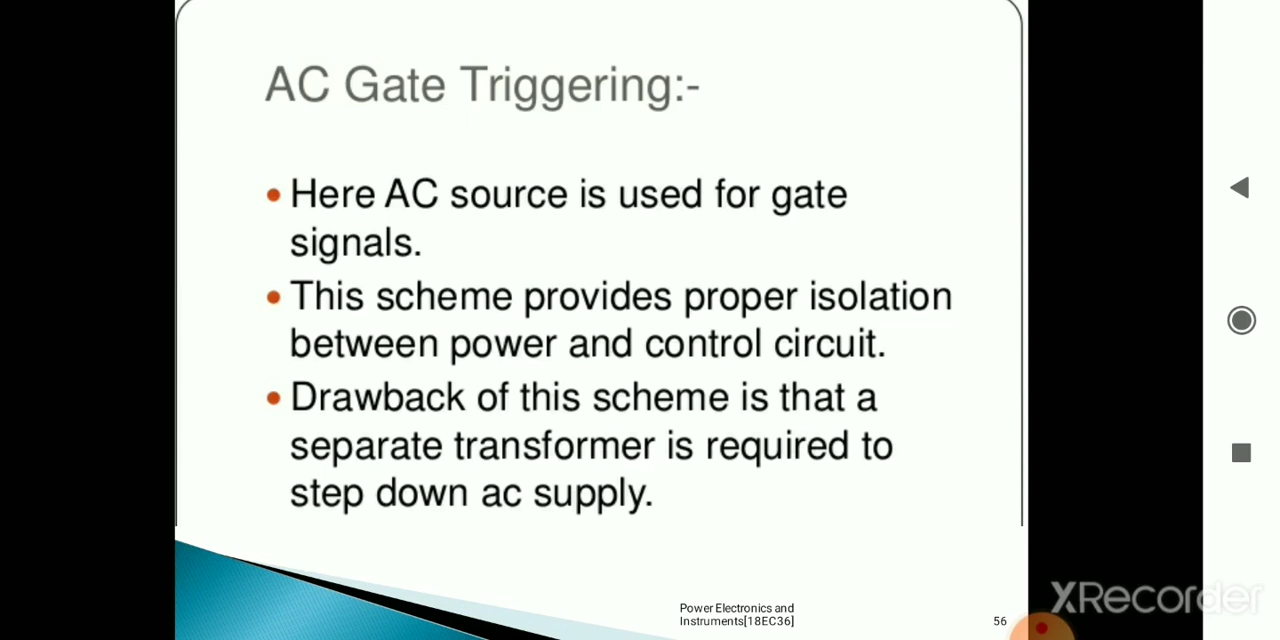 AC Gate Triggering:-
Here AC source is used for gate
signals.
This scheme provides proper isolation
between power and control circuit.
Drawback of this scheme is that a
separate transformer is required to
step down ac supply.
Power Electronics and
Instruments[18EC36]
56
XRecorder